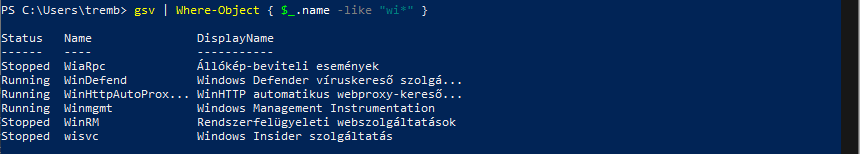 PS C:\Users\tremb> gsv | Where-Object { $_.name -like "wi*" }
Status   Name               DisplayName
------   ----               -----------
Stopped  WiaRpc             Állókép-beviteli események
Running  WinDefend          Windows Defender víruskereső szolgá...
Running  WinHttpAutoProx... WinHTTP automatikus webproxy-kereső...
Running  Winmgmt            Windows Management Instrumentation
Stopped  WinRM              Rendszerfelügyeleti webszolgáltatások
Stopped  wisvc              Windows Insider szolgáltatás